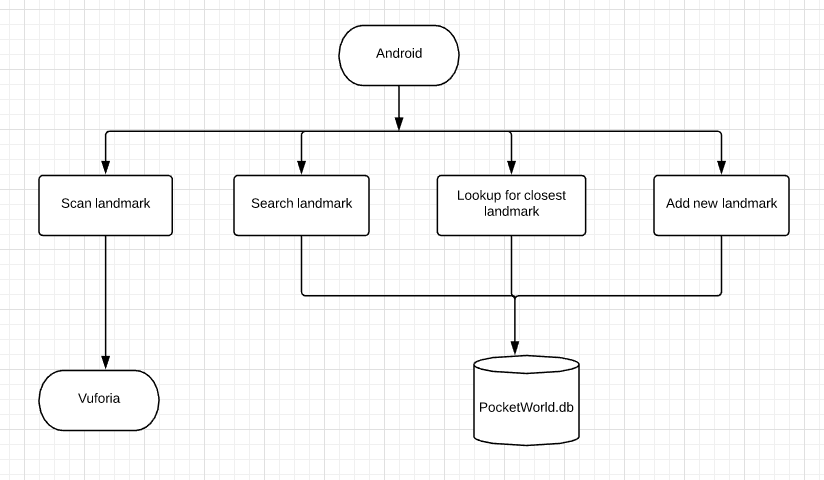 Android
Scan landmark
Search landmark
Lookup for closest
landmark
Add new landmark
Vuforia
PocketWorld.db